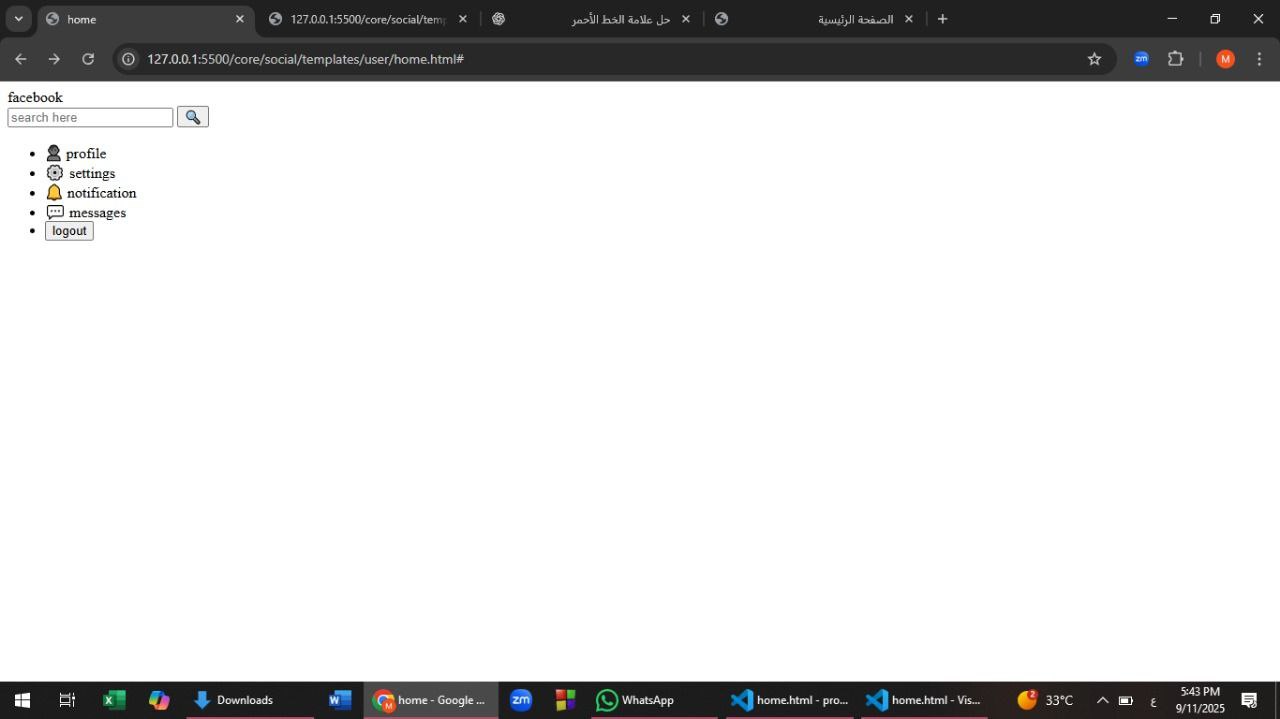 home
127.0.0.1:5500/core/social/temp
حل علامة الخط الأحمر
الصفحة الرئيسية
127.0.0.1:5500/core/social/templates/user/home.html#
zm
M
facebook
search here
profile
settings
notification
messages
logout
Downloads
home - Google ...
zm
WhatsApp
home.html - pro...
home.html - Vis...
2
33°C
ع
5:43 PM
9/11/2025